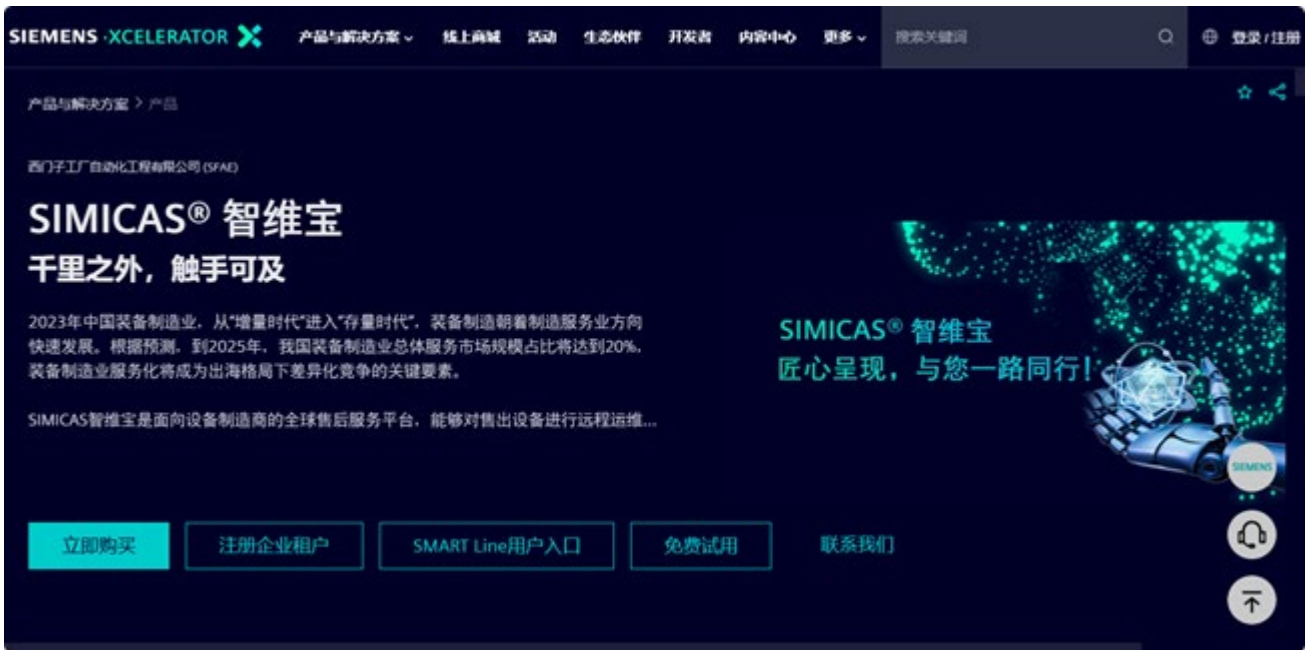 SIEMENS XCELERATOR 产品与解决方案 线上商城 活动 生态伙伴 开发者 内容中心 更多 搜索关键词 登录 / 注册
产品与解决方案 > 产品
西门子工厂自动化工程有限公司 (SFAE)
SIMICAS® 智维宝
千里之外，触手可及
2023年中国装备制造业，从“增量时代”进入“存量时代”，装备制造朝着制造服务业方向
快速发展。根据预测，到2025年，我国装备制造业总体服务市场规模占比将达到20%，
装备制造业服务化将成为出海格局下差异化竞争的关键要素。
SIMICAS智维宝是面向设备制造商的全球售后服务平台，能够对售出设备进行远程运维...
SIMICAS® 智维宝
匠心呈现，与您一路同行!
SIEMENS
立即购买 注册企业租户 SMART Line用户入口 免费试用 联系我们